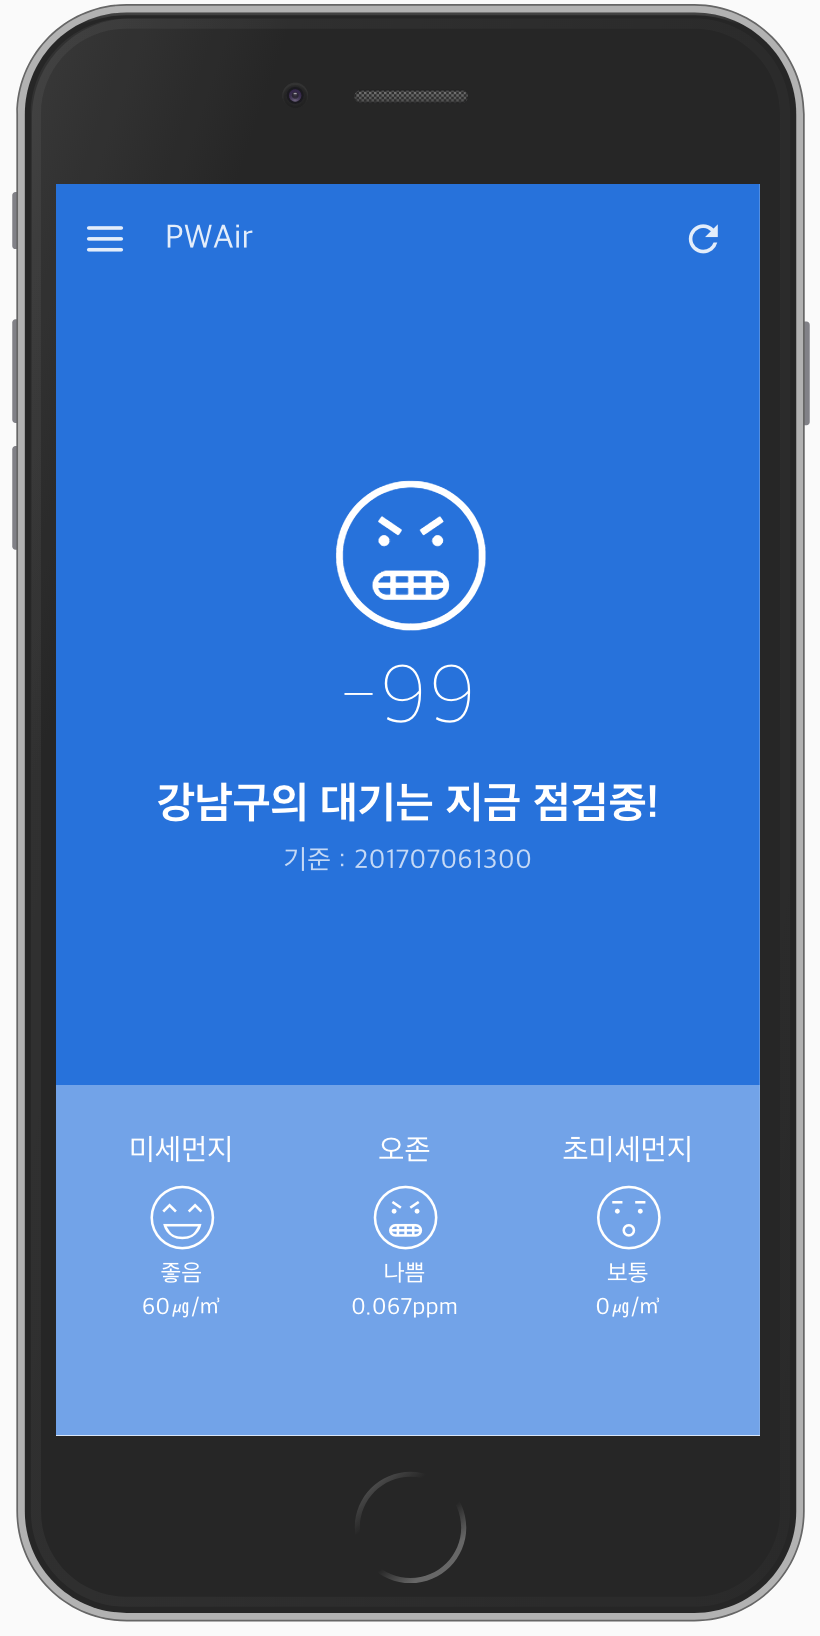 PWAir
-99
강남구의 대기는 지금 점검중!
기준 : 201707061300
미세먼지 오존 초미세먼지
좋음 나쁨 보통
60㎍/㎥ 0.067ppm 0㎍/㎥